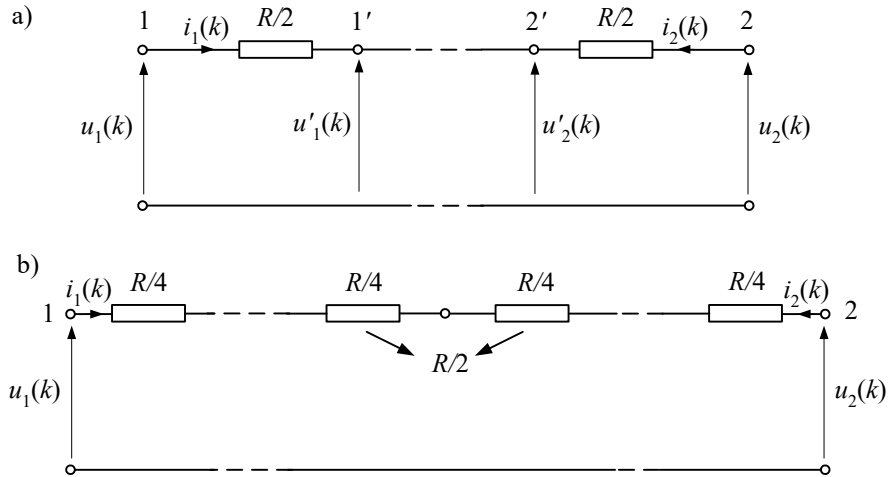 a)
1 i1(k) R/2 1′ 2′ R/2 i2(k) 2
u1(k) u′1(k) u′2(k) u2(k)
b)
1 i1(k) R/4 R/4 R/4 R/4 i2(k) 2
R/2
u1(k) u2(k)